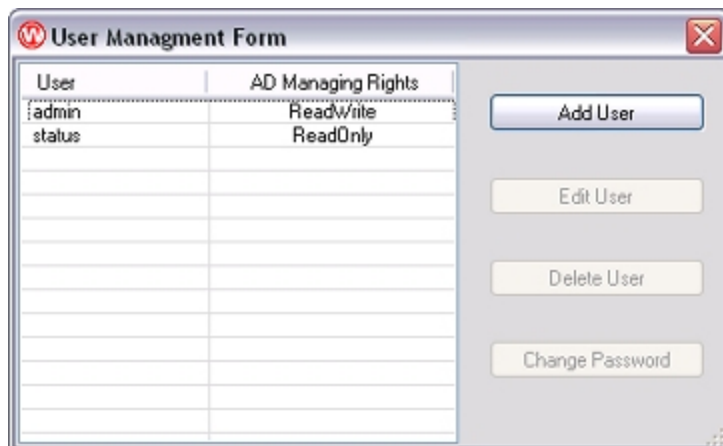 W User Managment Form
User AD Managing Rights
admin ReadWrite
status ReadOnly
Add User
Edit User
Delete User
Change Password